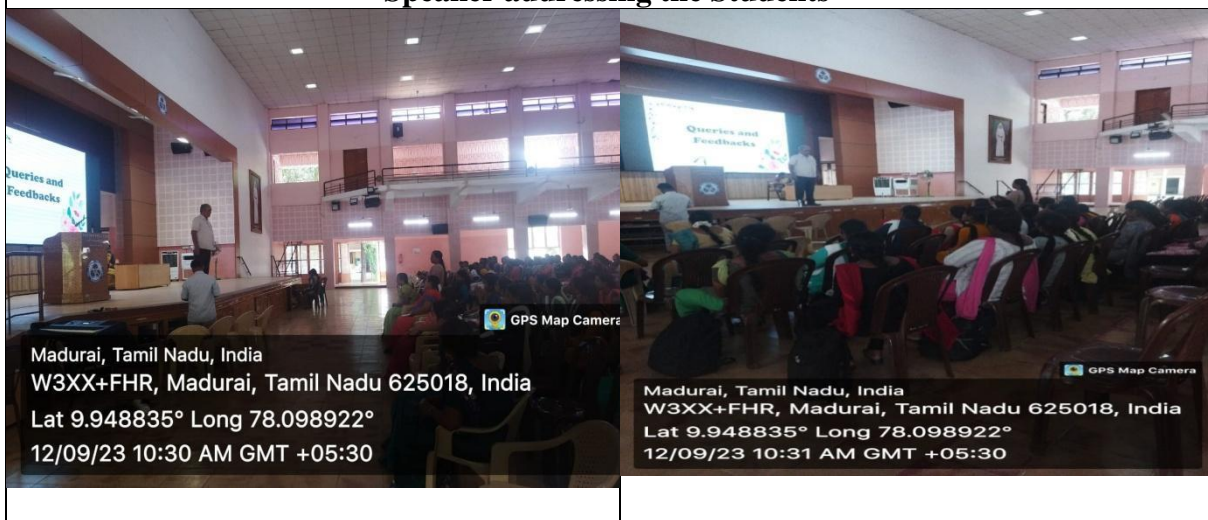 Speaker addressing the Students
Queries and
Feedbacks
GPS Map Camera
Madurai, Tamil Nadu, India
W3XX+FHR, Madurai, Tamil Nadu 625018, India
Lat 9.948835° Long 78.098922°
12/09/23 10:30 AM GMT +05:30
Queries and
Feedbacks
GPS Map Camera
Madurai, Tamil Nadu, India
W3XX+FHR, Madurai, Tamil Nadu 625018, India
Lat 9.948835° Long 78.098922°
12/09/23 10:31 AM GMT +05:30